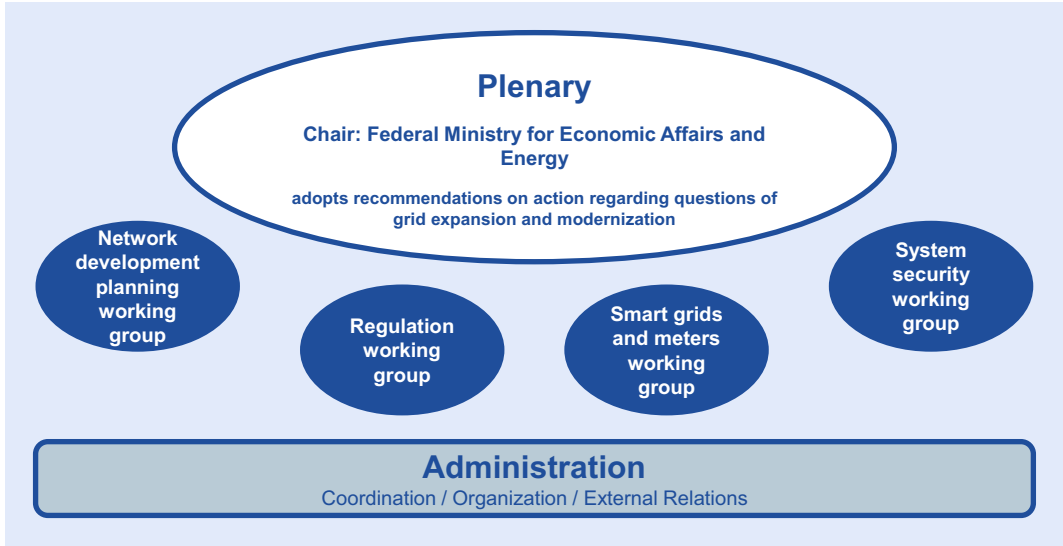 Plenary
Chair: Federal Ministry for Economic Affairs and
Energy
adopts recommendations on action regarding questions of
grid expansion and modernization
Network
development
planning
working
group
Regulation
working
group
Smart grids
and meters
working
group
System
security
working
group
Administration
Coordination / Organization / External Relations